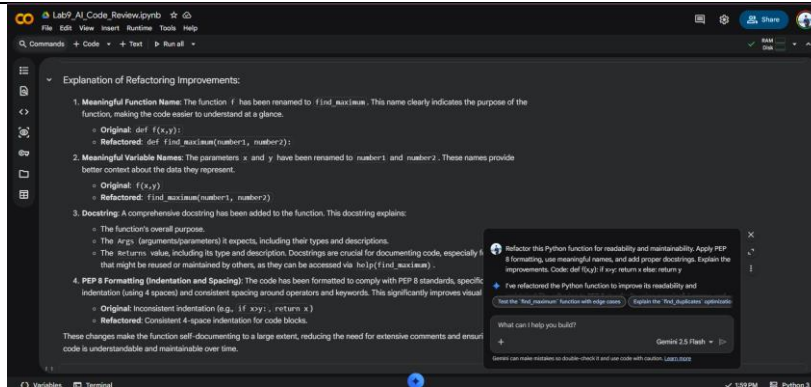 Lab9_AI_Code_Review.ipynb
File Edit View Insert Runtime Tools Help
Share
Commands + Code + Text Run all
RAM
Disk
Explanation of Refactoring Improvements:
1. Meaningful Function Name: The function f has been renamed to find_maximum. This name clearly indicates the purpose of the
function, making the code easier to understand at a glance.
Original: def f(x,y):
Refactored: def find_maximum(number1, number2):
2. Meaningful Variable Names: The parameters x and y have been renamed to number1 and number2. These names provide
better context about the data they represent.
Original: f(x,y)
Refactored: find_maximum(number1, number2)
3. Docstring: A comprehensive docstring has been added to the function. This docstring explains:
The function's overall purpose.
The Args (arguments/parameters) it expects, including their types and descriptions.
The Returns value, including its type and description. Docstrings are crucial for documenting code, especially f
that might be reused or maintained by others, as they can be accessed via help(find_maximum).
4. PEP 8 Formatting (Indentation and Spacing): The code has been formatted to comply with PEP 8 standards, specific
indentation (using 4 spaces) and consistent spacing around operators and keywords. This significantly improves visual
Original: Inconsistent indentation (e.g., if x>y:, return x)
Refactored: Consistent 4-space indentation for code blocks.
These changes make the function self-documenting to a large extent, reducing the need for extensive comments and ensuri
code is understandable and maintainable over time.
Refactor this Python function for readability and maintainability. Apply PEP
8 formatting, use meaningful names, and add proper docstrings. Explain the
improvements. Code: def f(x,y): if x>y: return x else: return y
I've refactored the Python function to improve its readability and
Test the `find_maximum` function with edge cases Explain the `find_duplicates` optimizatio
What can I help you build?
+ Gemini 2.5 Flash
Gemini can make mistakes so double-check it and use code with caution. Learn more
Variables Terminal
1:59 PM Python 3